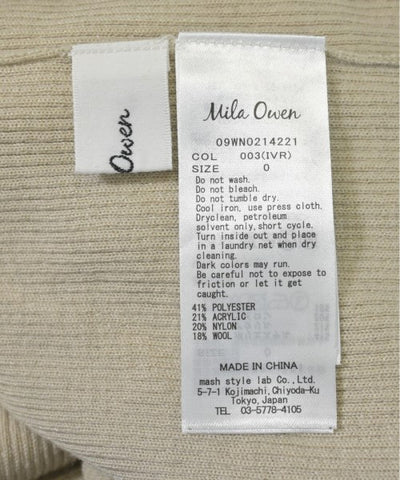 Owen
Mila Owen
09WNO214221
COL 003(IVR)
SIZE 0
Do not wash.
Do not bleach.
Do not tumble dry.
Cool iron, use press cloth.
Dryclean, petroleum
solvent only,short cycle.
Turn inside out and place
in a laundry net when dry
cleaning.
Dark colors may run.
Be careful not to expose to
friction or let it get
caught.
41% POLYESTER
21% ACRYLIC
20% NYLON
18% WOOL
MADE IN CHINA
mash style lab Co.,Ltd.
5-7-1 Kojimachi,Chiyoda-Ku
Tokyo,Japan
TEL 03-5778-4105